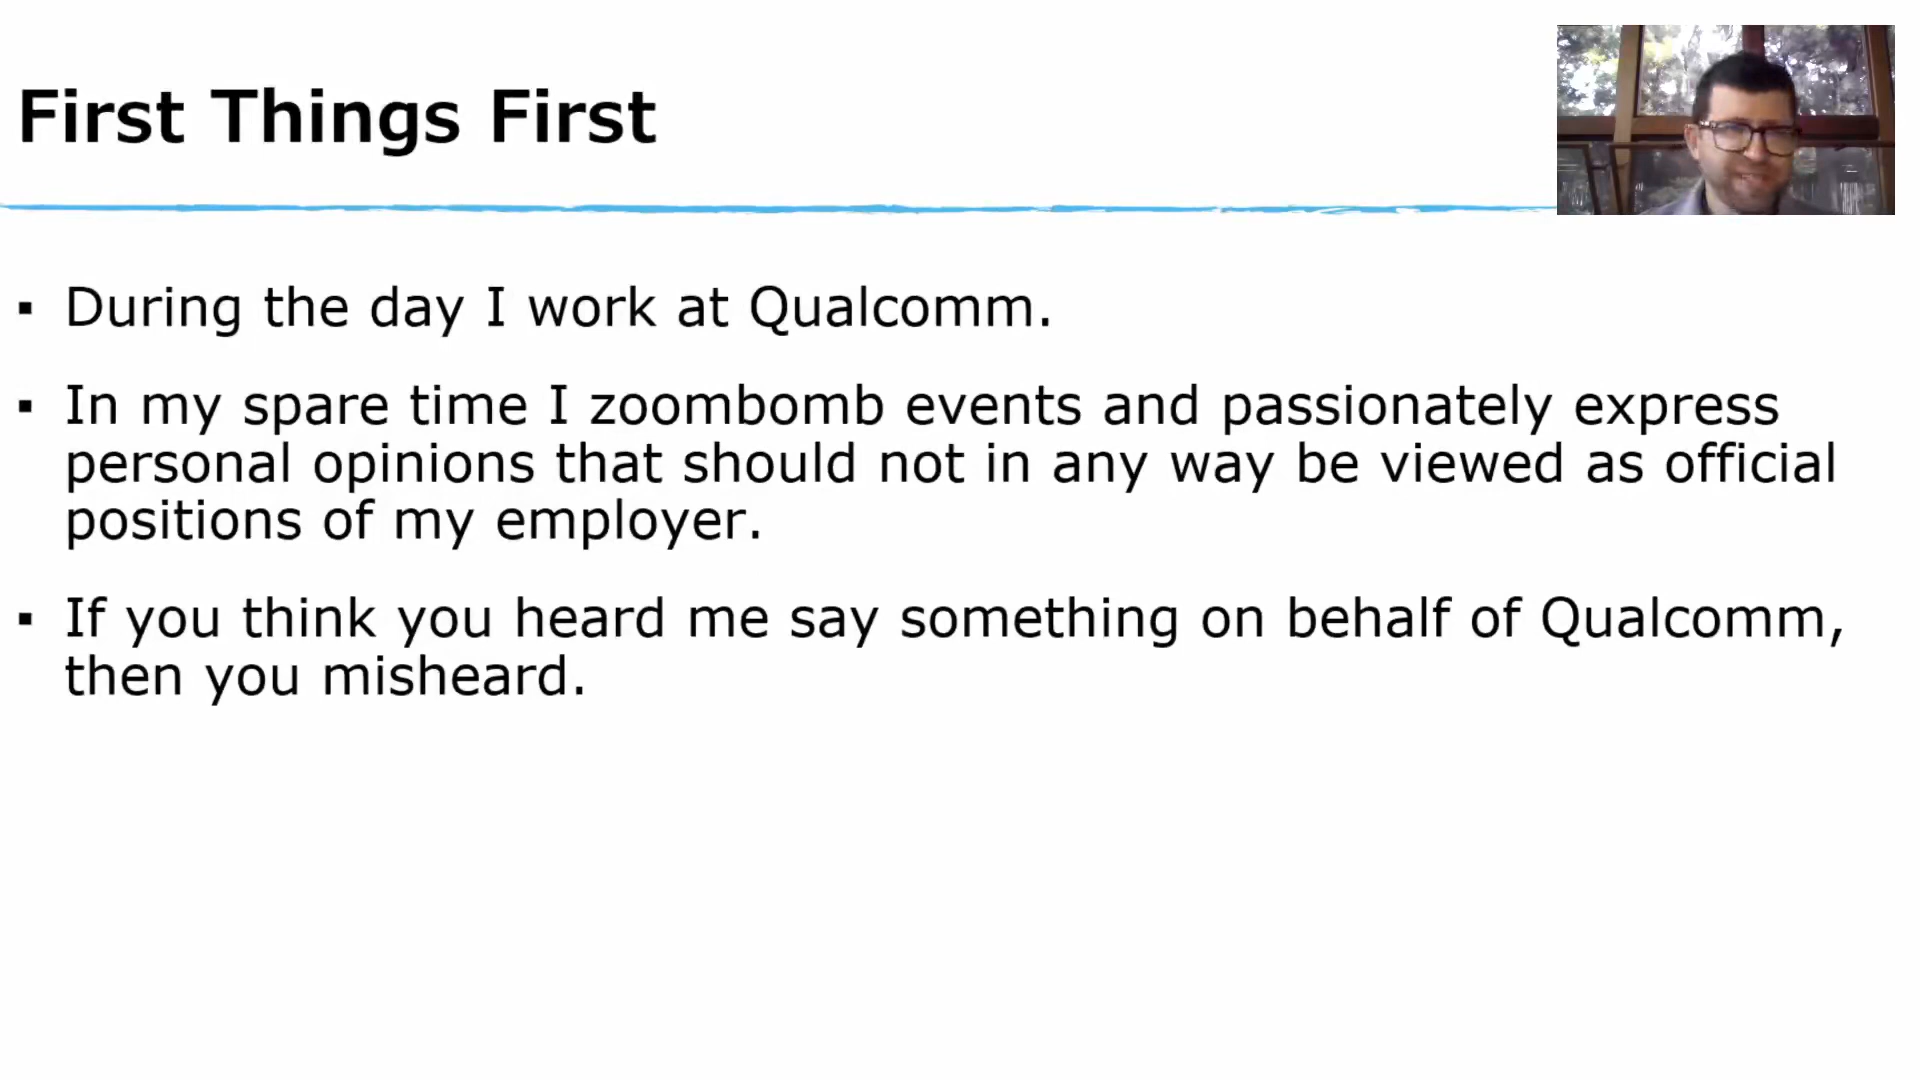 First Things First
▪ During the day I work at Qualcomm.
▪ In my spare time I zoombomb events and passionately express
personal opinions that should not in any way be viewed as official
positions of my employer.
▪ If you think you heard me say something on behalf of Qualcomm,
then you misheard.